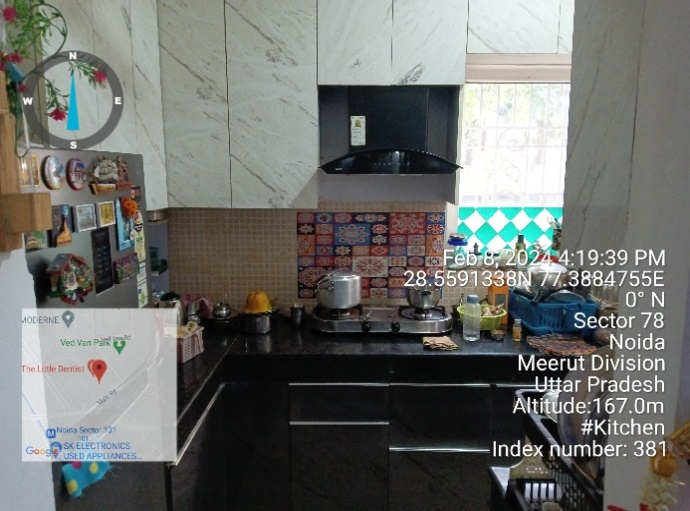 N
W
E
S
Feb 8, 2024 4:19:39 PM
28.5591338N 77.3884755E
0° N
Sector 78
Noida
Meerut Division
Uttar Pradesh
Altitude:167.0m
#Kitchen
Index number: 381
MODERNE
Ved Van Park
The Little Dentist
Noida Sector 101
101
SK ELECTRONICS
USED APPLIANCES...
Google